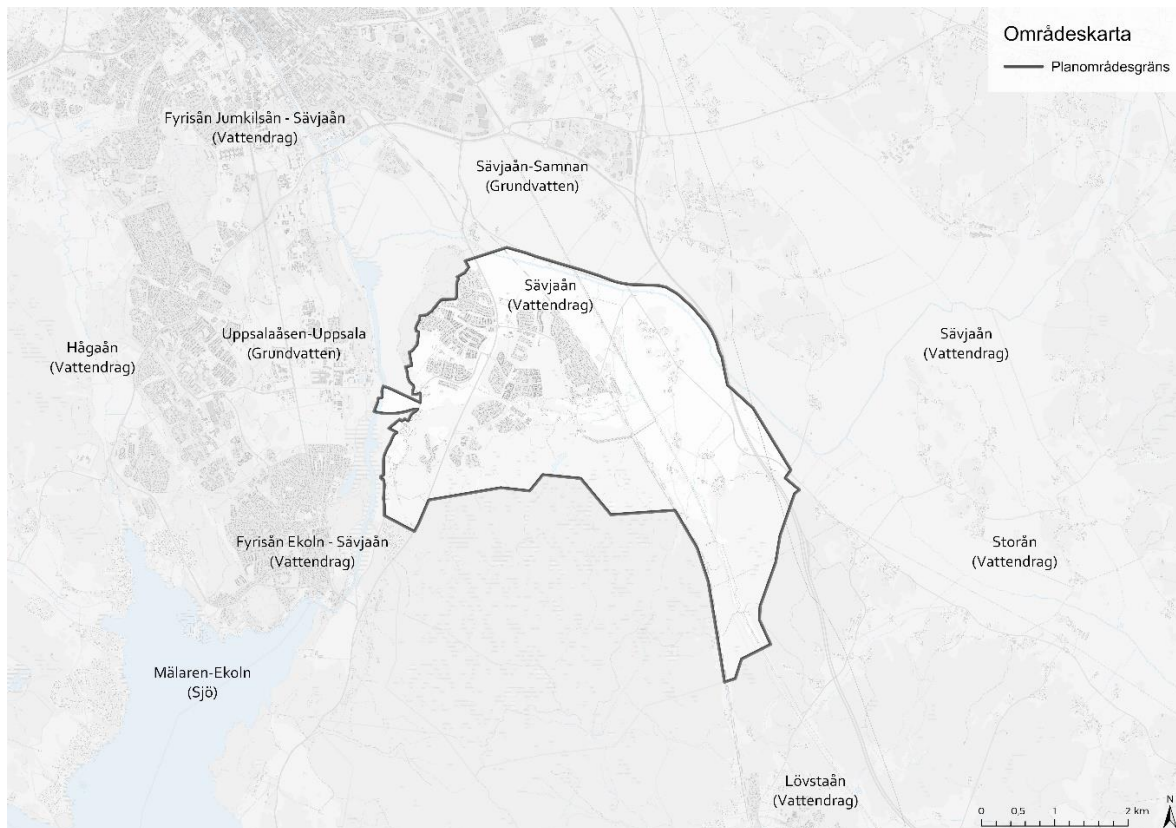 Områdeskarta
Planområdesgräns
Fyrisån Jumkilsån - Sävjaån
(Vattendrag)
Sävjaån-Samnan
(Grundvatten)
Sävjaån
(Vattendrag)
Uppsalaåsen-Uppsala
(Grundvatten)
Hågaån
(Vattendrag)
Sävjaån
(Vattendrag)
Fyrisån Ekoln - Sävjaån
(Vattendrag)
Storån
(Vattendrag)
Mälaren-Ekoln
(Sjö)
Lövstaån
(Vattendrag)
0 0,5 1 2 km
N